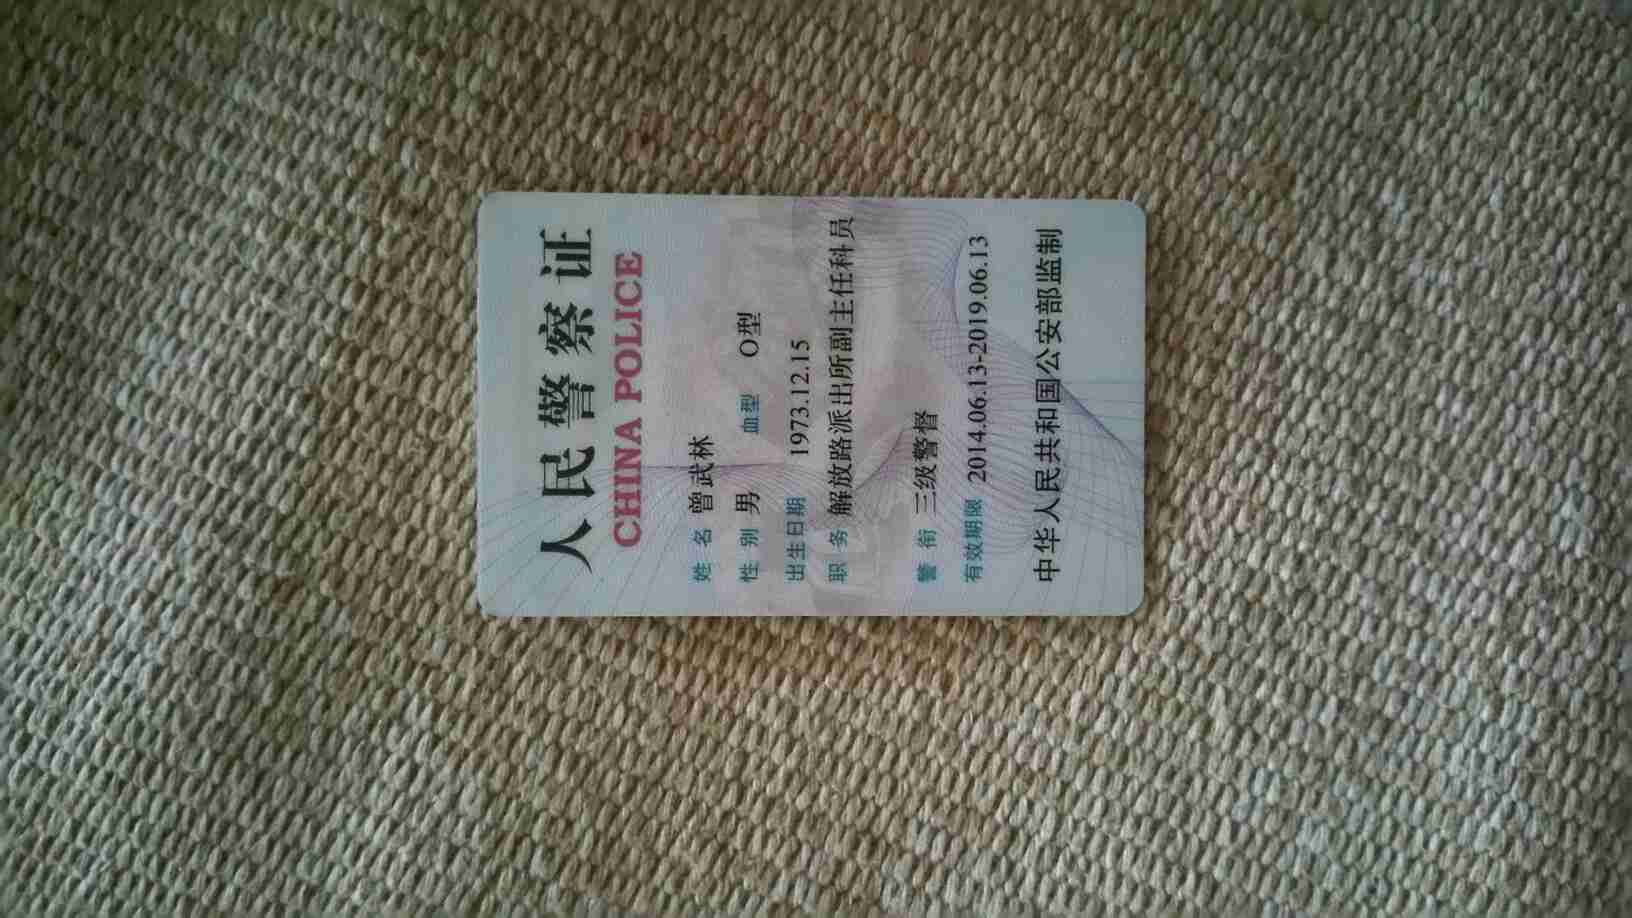 人民警察证
CHINA POLICE
姓名 曾武林
性别 男 血型 O型
出生日期 1973.12.15
职务 解放路派出所副主任科员
警衔 三级警督
有效期限 2014.06.13-2019.06.13
中华人民共和国公安部监制